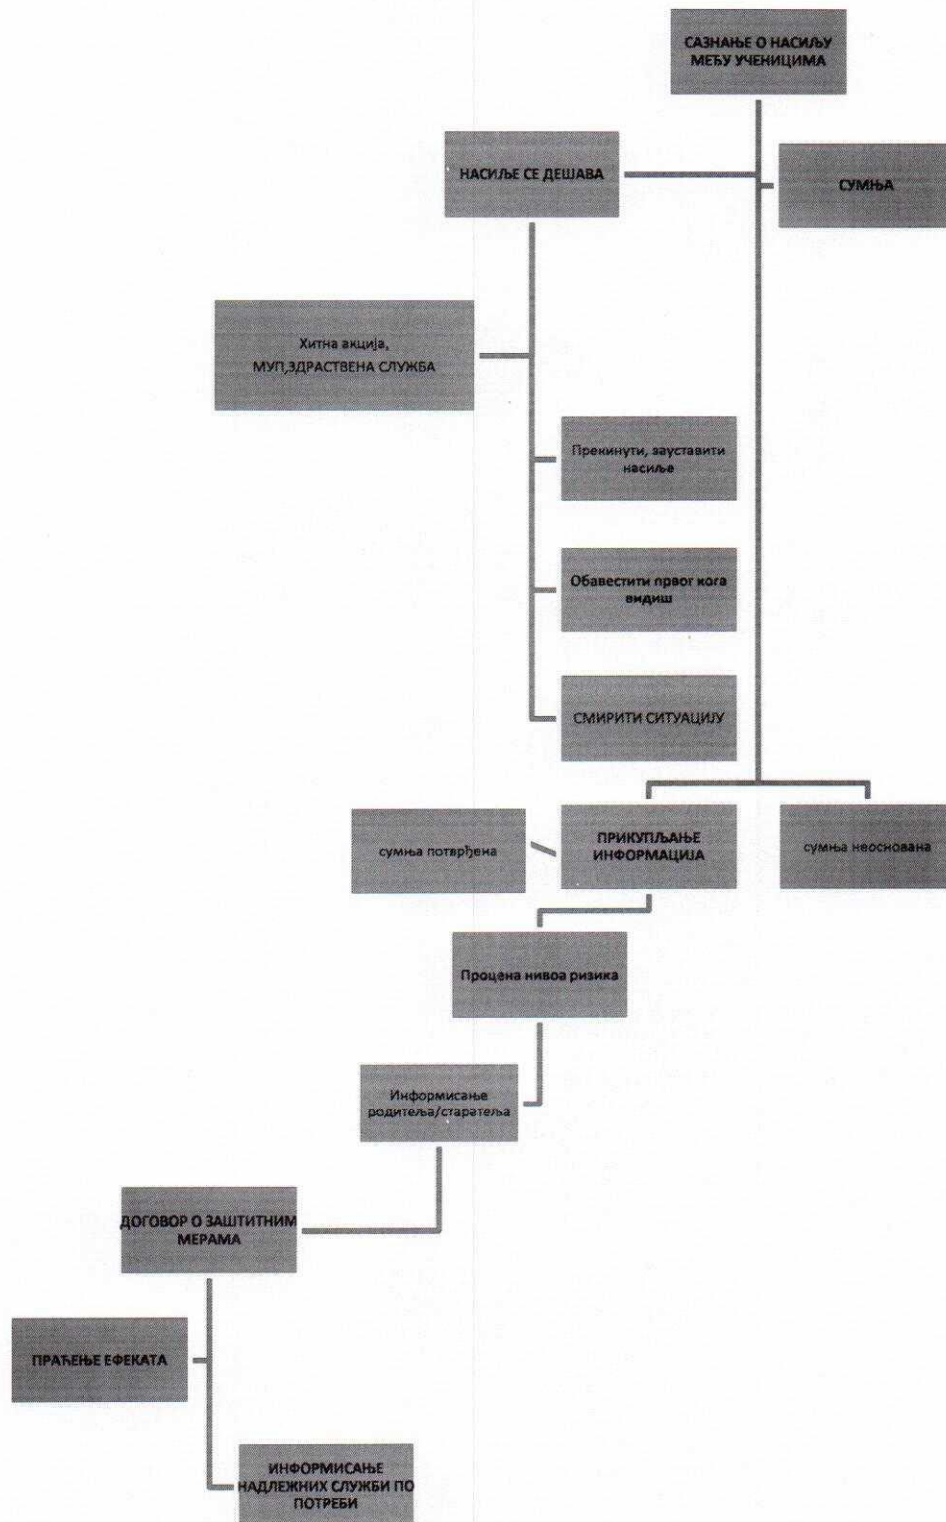 САЗНАЊЕ О НАСИЉУ
МЕЂУ УЧЕНИЦИМА
НАСИЉЕ СЕ ДЕШАВА
СУМЊА
Хитна акција,
МУП,ЗДРАСТВЕНА СЛУЖБА
Прекинути, зауставити
насиље
Обавестити првог кога
видиш
СМИРИТИ СИТУАЦИЈУ
сумња потврђена
ПРИКУПЉАЊЕ
ИНФОРМАЦИЈА
сумња неоснована
Процена нивоа ризика
Информисање
родитеља/старатеља
ДОГОВОР О ЗАШТИТНИМ
МЕРАМА
ПРАЋЕЊЕ ЕФЕКАТА
ИНФОРМИСАЊЕ
НАДЛЕЖНИХ СЛУЖБИ ПО
ПОТРЕБИ